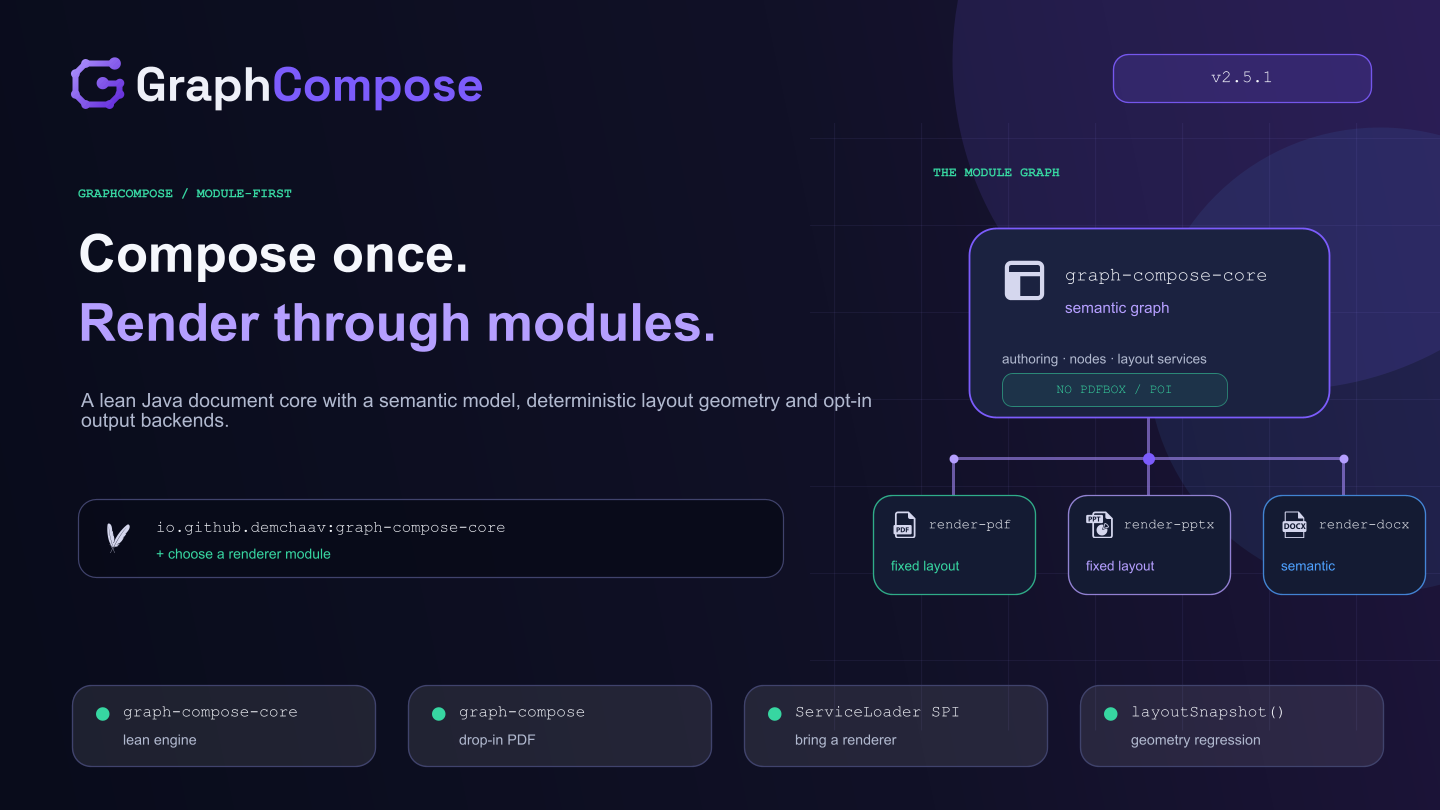 GraphCompose
v2.5.1
GRAPHCOMPOSE / MODULE-FIRST
Compose once.
Render through modules.
A lean Java document core with a semantic model, deterministic layout geometry and opt-in
output backends.
io.github.demchaav:graph-compose-core
+ choose a renderer module
THE MODULE GRAPH
graph-compose-core
semantic graph
authoring · nodes · layout services
NO PDFBOX / POI
PDF
render-pdf
fixed layout
PPT
render-pptx
fixed layout
DOCX
render-docx
semantic
graph-compose-core
lean engine
graph-compose
drop-in PDF
ServiceLoader SPI
bring a renderer
layoutSnapshot()
geometry regression